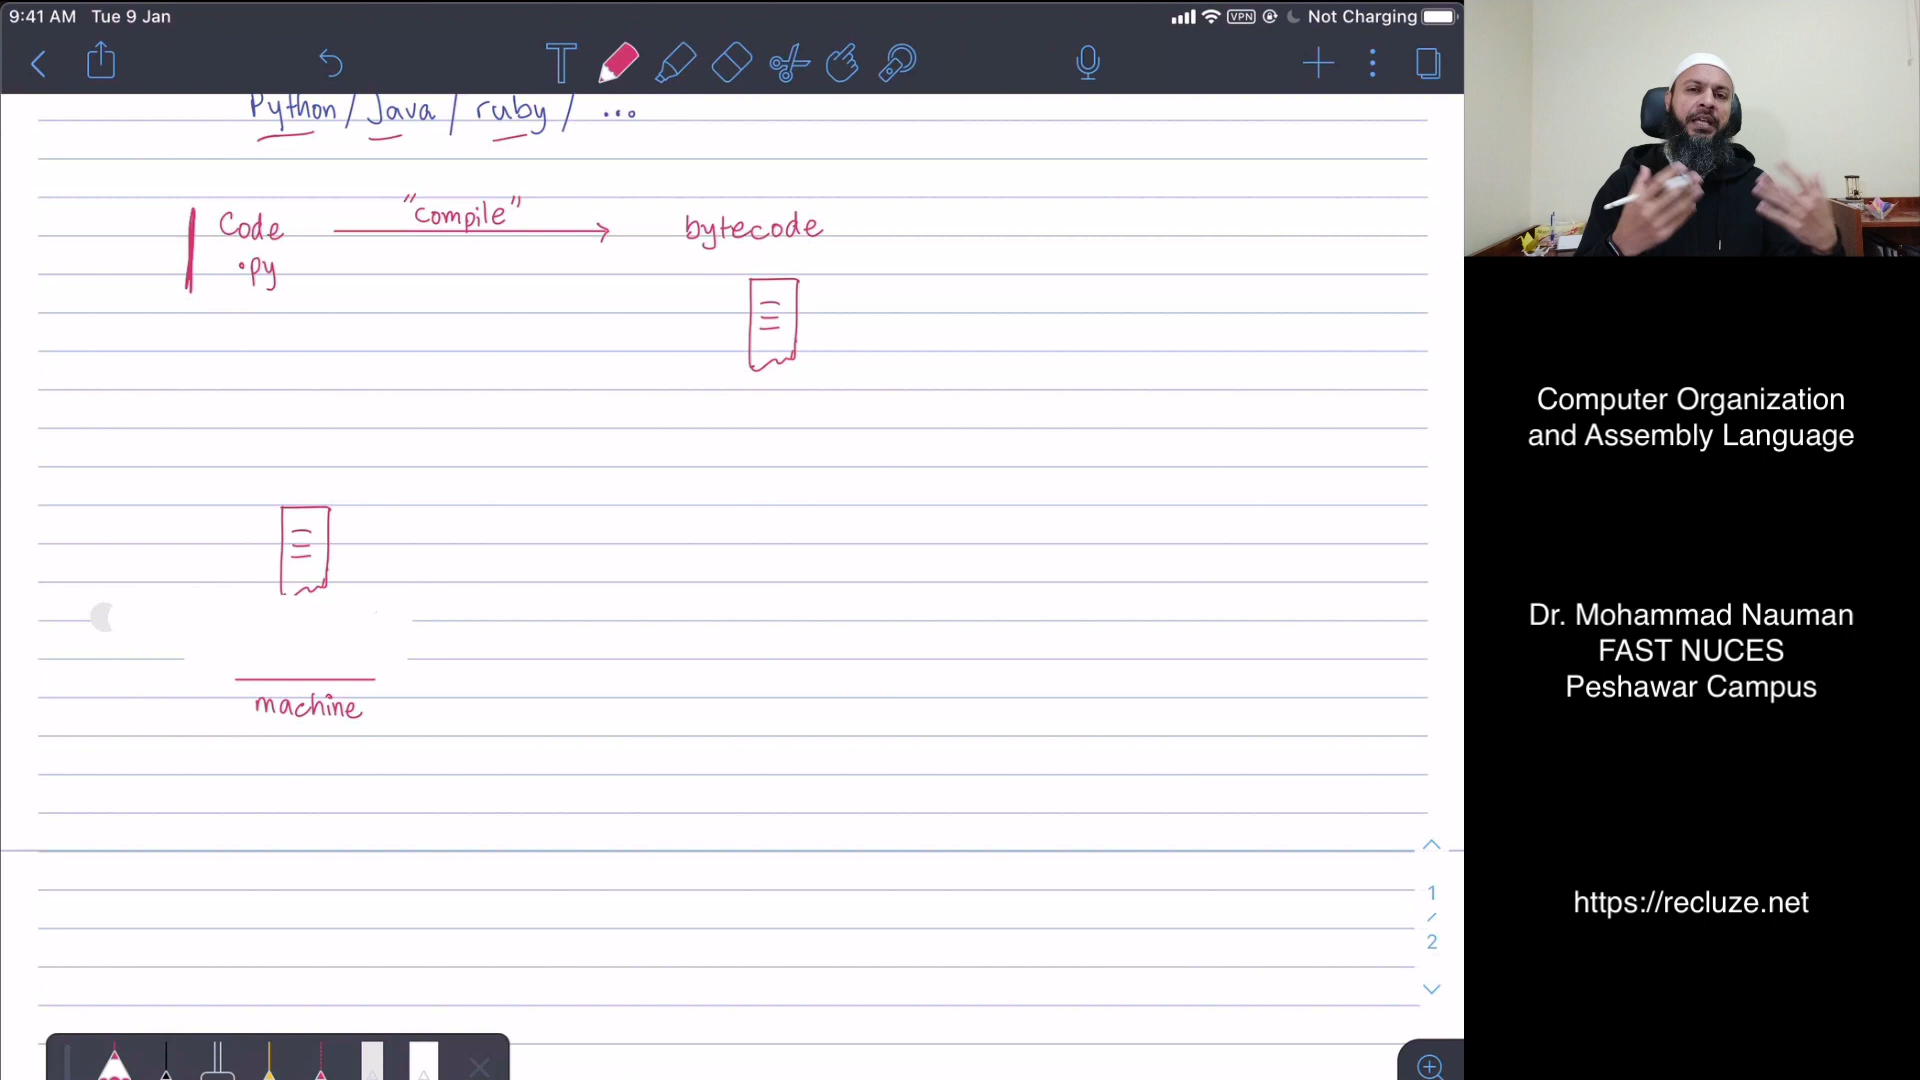 9:41 AM Tue 9 Jan
VPN Not Charging
Python / Java / ruby / ...
Code "compile" bytecode
.py
machine
1
/
2
Computer Organization
and Assembly Language
Dr. Mohammad Nauman
FAST NUCES
Peshawar Campus
https://recluze.net